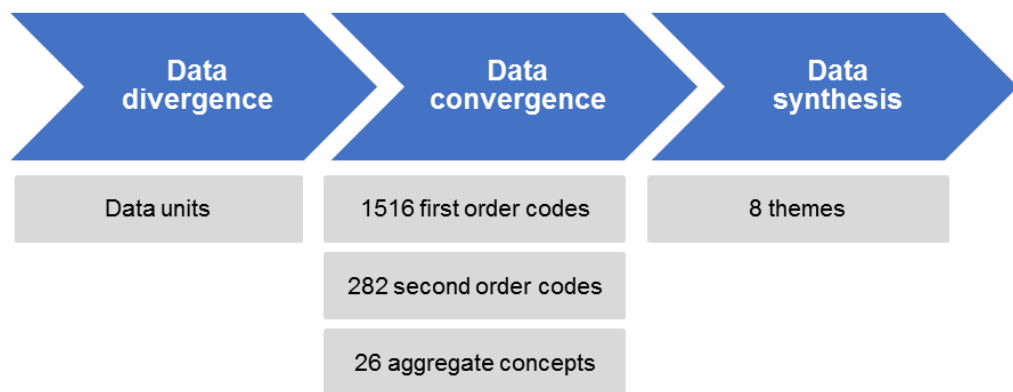 Data
divergence
Data
convergence
Data
synthesis
Data units
1516 first order codes
8 themes
282 second order codes
26 aggregate concepts